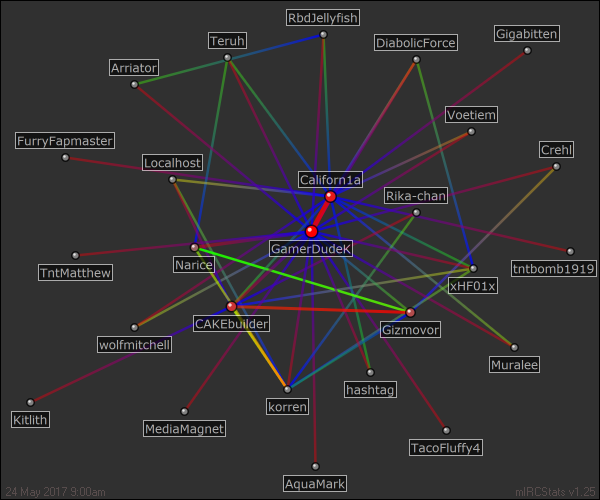 RbdJellyfish
Gigabitten
Teruh
DiabolicForce
Arriator
Voetiem
FurryFapmaster
Crehl
Localhost
Californ1a
Rika-chan
GamerDudeK
TntMatthew
Narice
tntbomb1919
xHF01x
CAKEbuilder
Gizmovor
wolfmitchell
Muralee
hashtag
korren
Kitlith
MediaMagnet
TacoFluffy4
AquaMark
24 May 2017 9:00am
mIRCStats v1.25